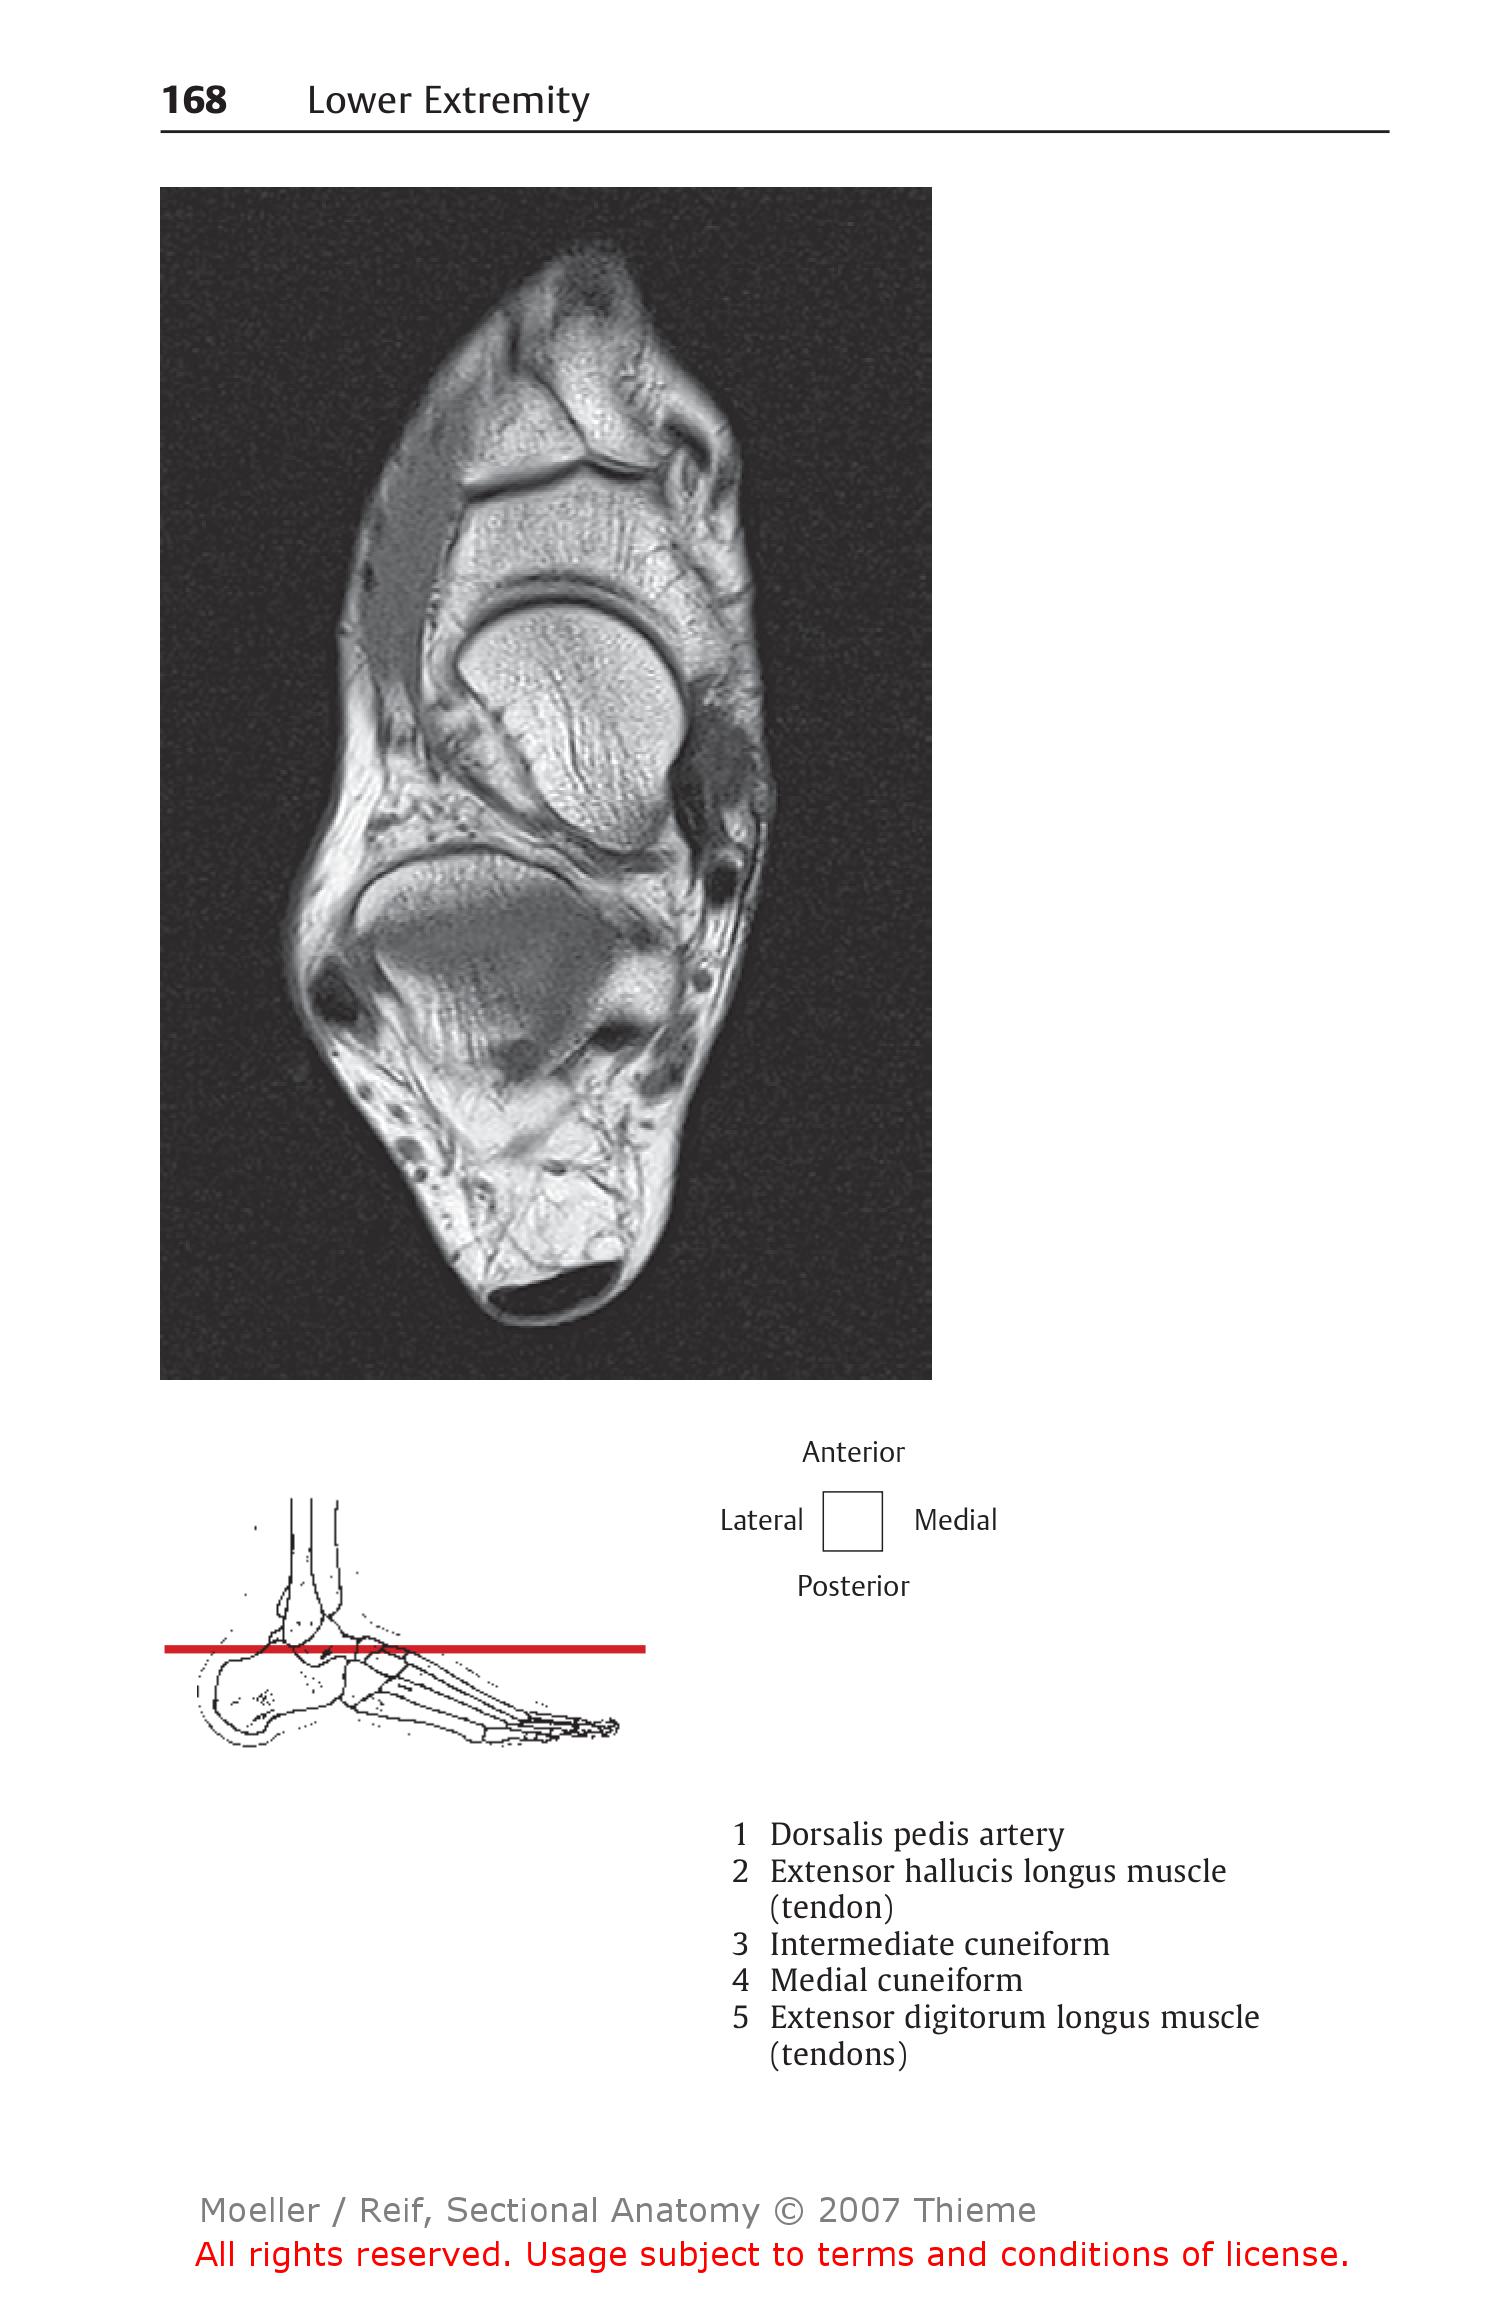 168 Lower Extremity
Anterior
Lateral Medial
Posterior
1 Dorsalis pedis artery
2 Extensor hallucis longus muscle
(tendon)
3 Intermediate cuneiform
4 Medial cuneiform
5 Extensor digitorum longus muscle
(tendons)
Moeller / Reif, Sectional Anatomy © 2007 Thieme
All rights reserved. Usage subject to terms and conditions of license.